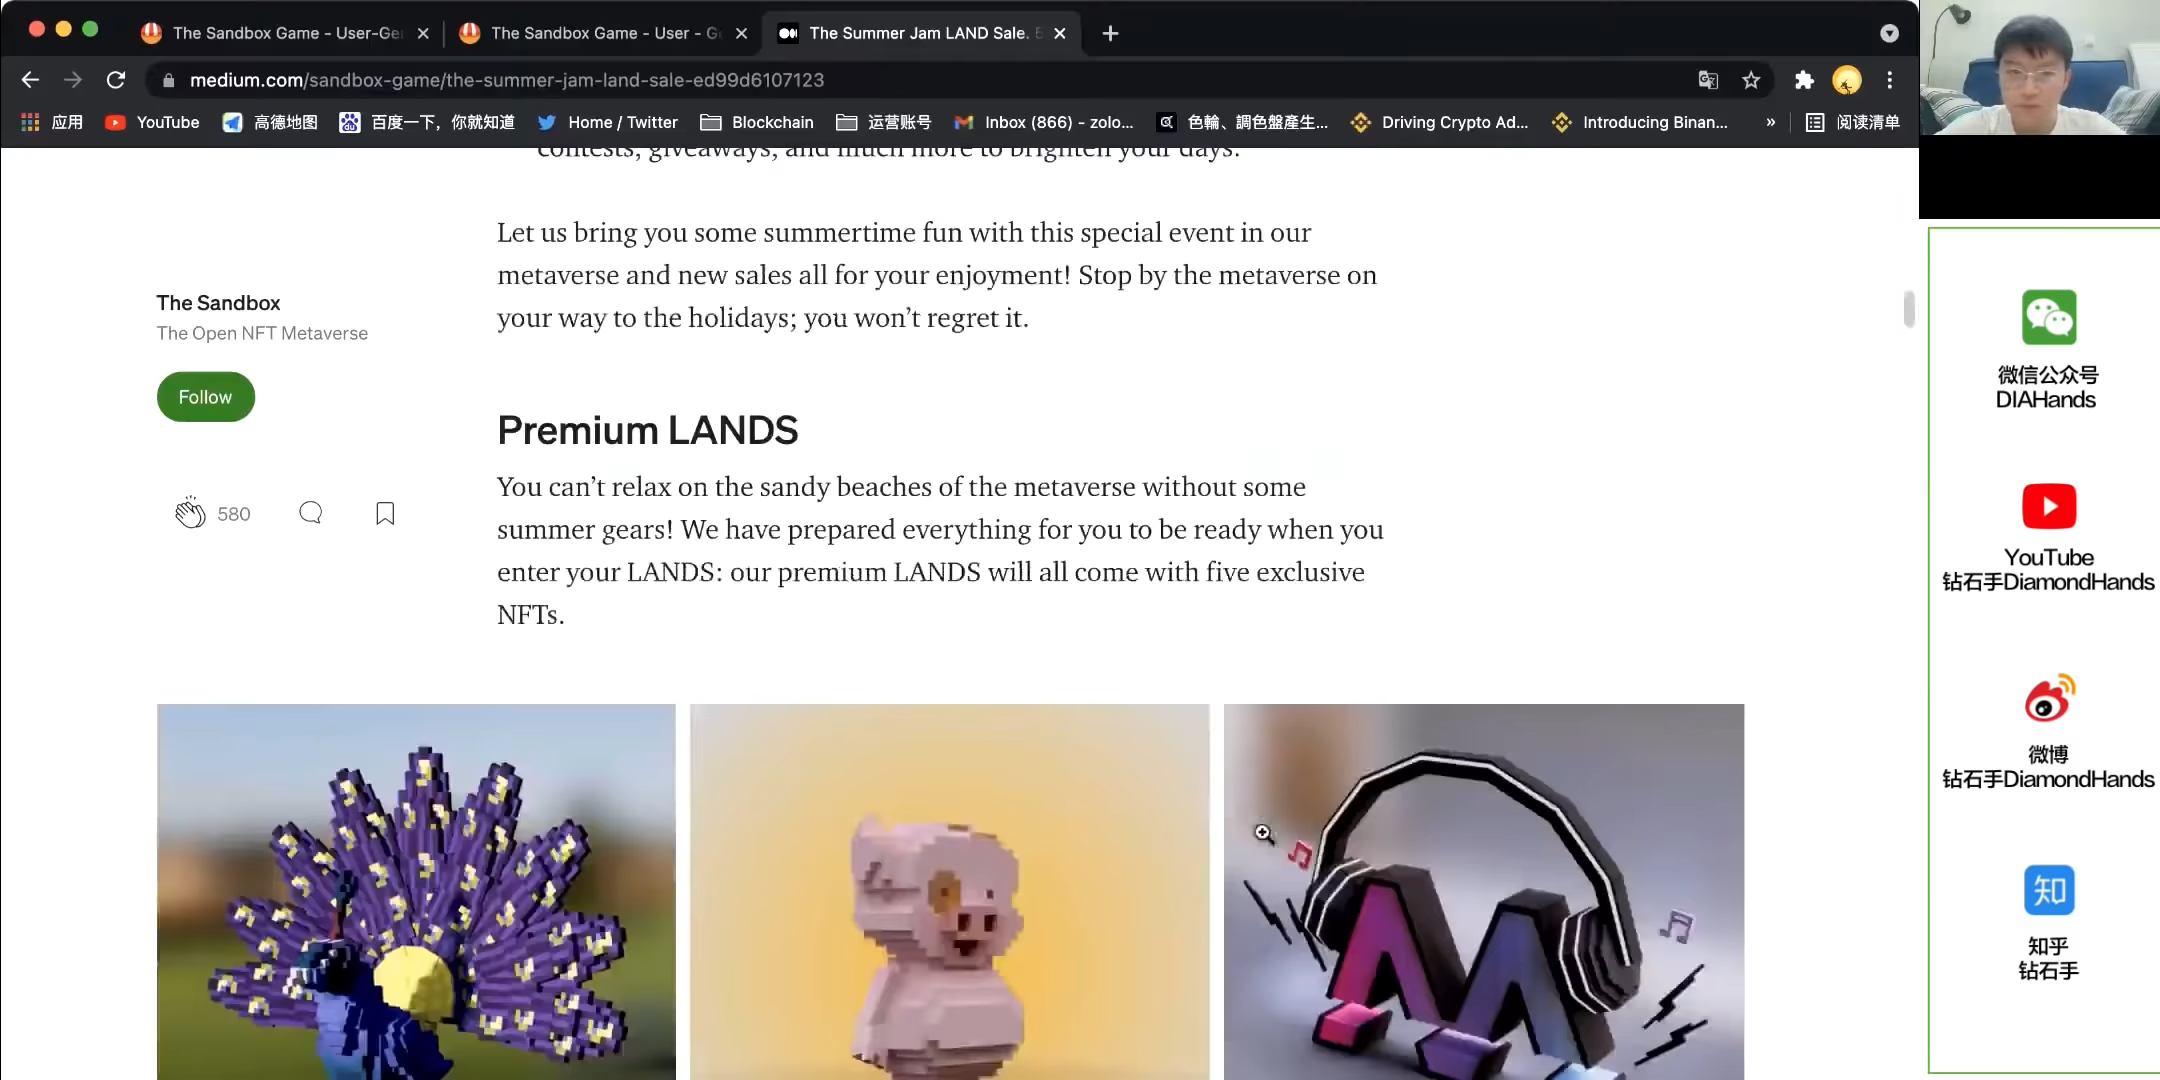 The Sandbox Game - User-Ge
The Sandbox Game - User - G
The Summer Jam LAND Sale. 5
medium.com/sandbox-game/the-summer-jam-land-sale-ed99d6107123
应用
YouTube
高德地图
百度一下，你就知道
Home / Twitter
Blockchain
运营账号
Inbox (866) - zolo...
色輪、調色盤產生...
Driving Crypto Ad...
Introducing Binan...
»
阅读清单
contests, giveaways, and much more to brighten your days.
Let us bring you some summertime fun with this special event in our
metaverse and new sales all for your enjoyment! Stop by the metaverse on
your way to the holidays; you won’t regret it.
The Sandbox
The Open NFT Metaverse
Follow
580
Premium LANDS
You can’t relax on the sandy beaches of the metaverse without some
summer gears! We have prepared everything for you to be ready when you
enter your LANDS: our premium LANDS will all come with five exclusive
NFTs.
微信公众号
DIAHands
YouTube
钻石手DiamondHands
微博
钻石手DiamondHands
知
知乎
钻石手